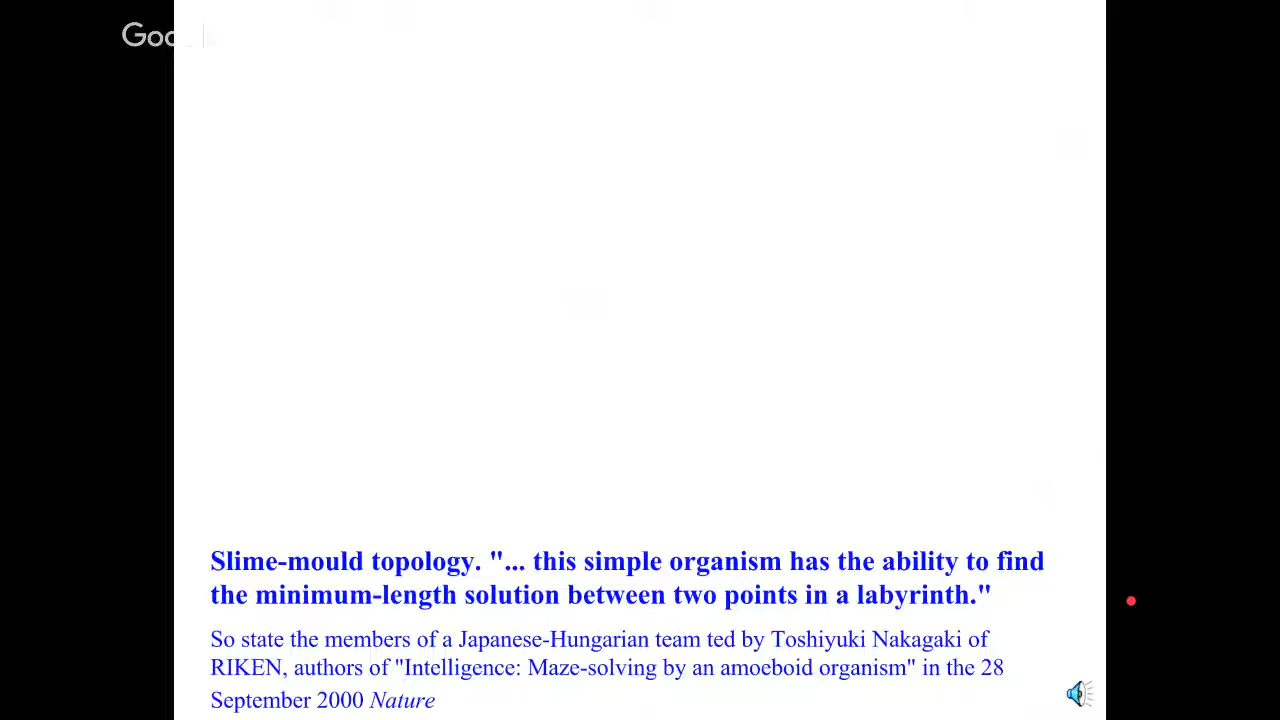 Slime-mould topology. "... this simple organism has the ability to find
the minimum-length solution between two points in a labyrinth."
So state the members of a Japanese-Hungarian team ted by Toshiyuki Nakagaki of
RIKEN, authors of "Intelligence: Maze-solving by an amoeboid organism" in the 28
September 2000 Nature